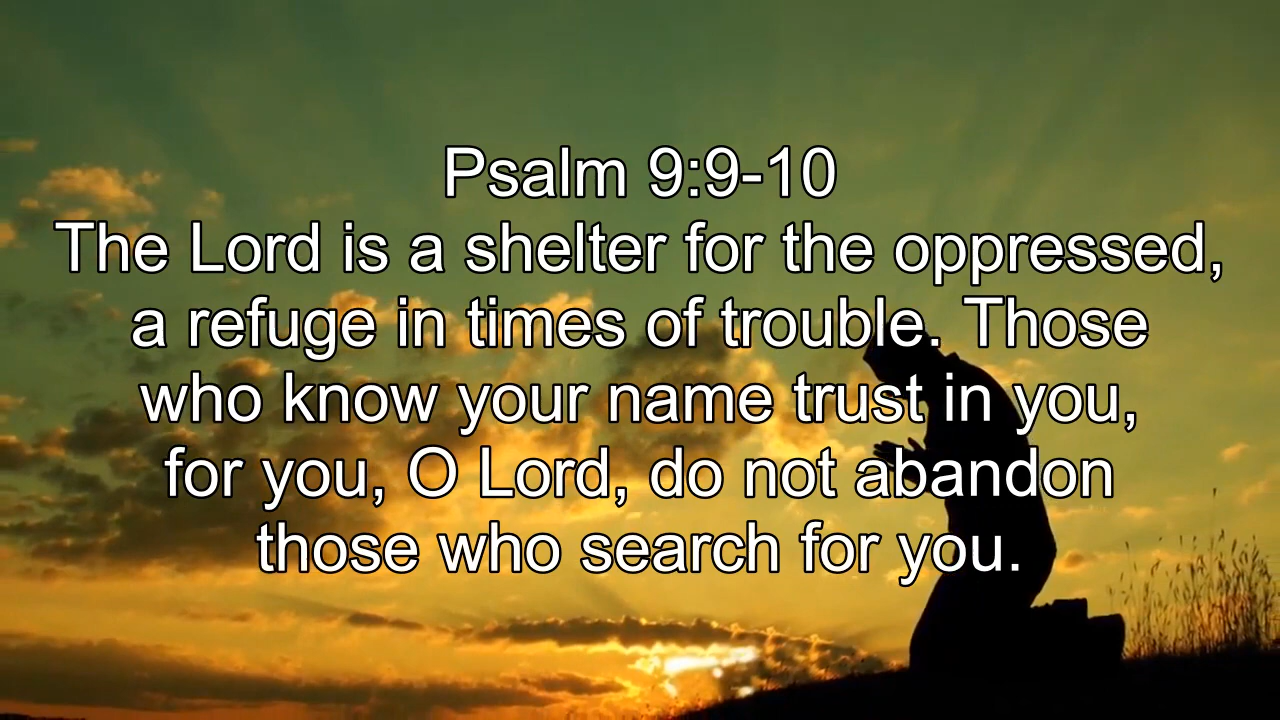 Psalm 9:9-10
The Lord is a shelter for the oppressed,
a refuge in times of trouble. Those
who know your name trust in you,
for you, O Lord, do not abandon
those who search for you.